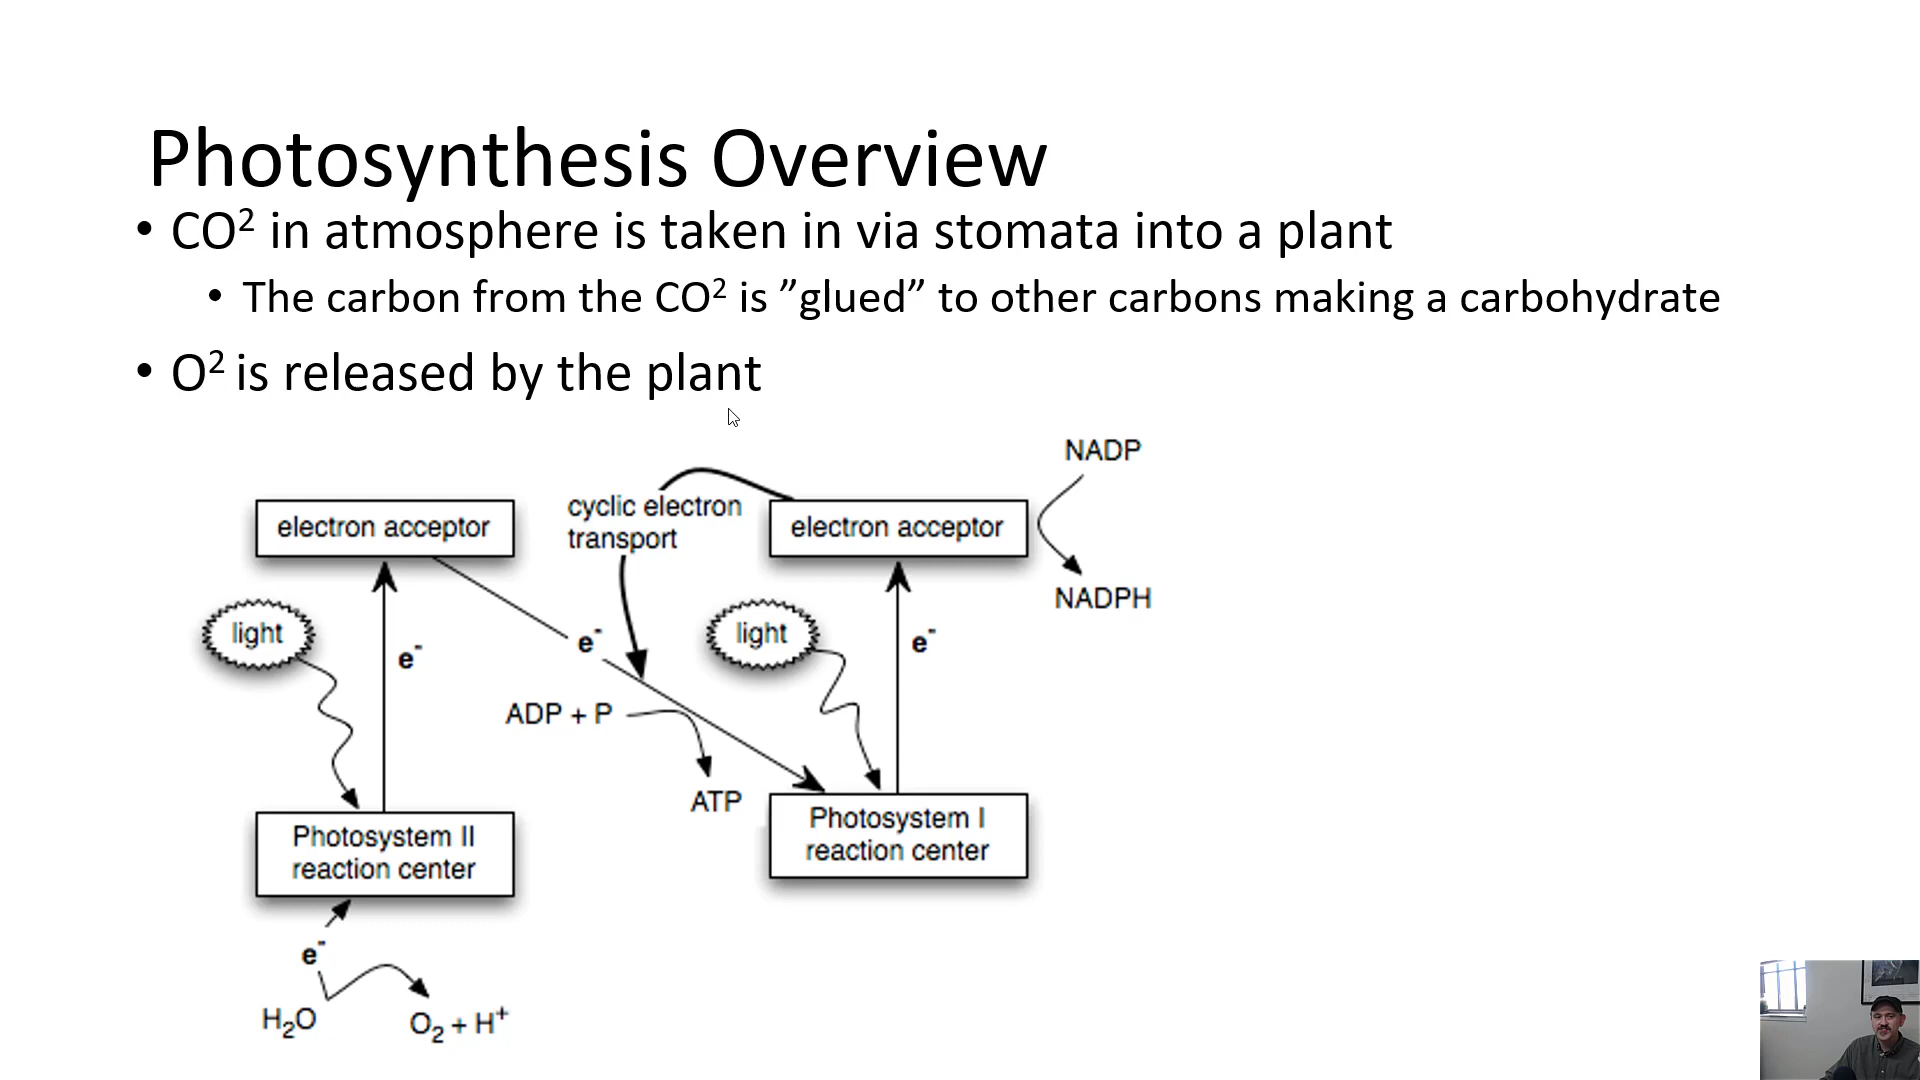 Photosynthesis Overview
• CO² in atmosphere is taken in via stomata into a plant
• The carbon from the CO² is ”glued” to other carbons making a carbohydrate
• O² is released by the plant
NADP
cyclic electron
transport
electron acceptor
electron acceptor
NADPH
light
e⁻
e⁻
light
e⁻
ADP + P
ATP
Photosystem II
reaction center
Photosystem I
reaction center
e⁻
H₂O
O₂ + H⁺